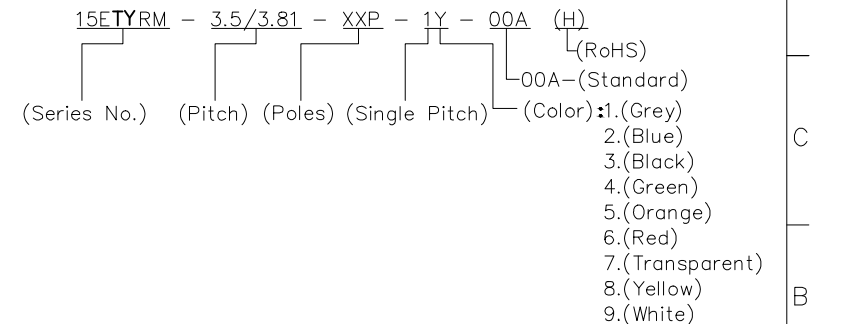 15ETYRM - 3.5/3.81 - XXP - 1Y - 00A (H)
(RoHS)
00A-(Standard)
(Series No.) (Pitch) (Poles) (Single Pitch) (Color):1.(Grey)
2.(Blue)
3.(Black)
4.(Green)
5.(Orange)
6.(Red)
7.(Transparent)
8.(Yellow)
9.(White)
C
B